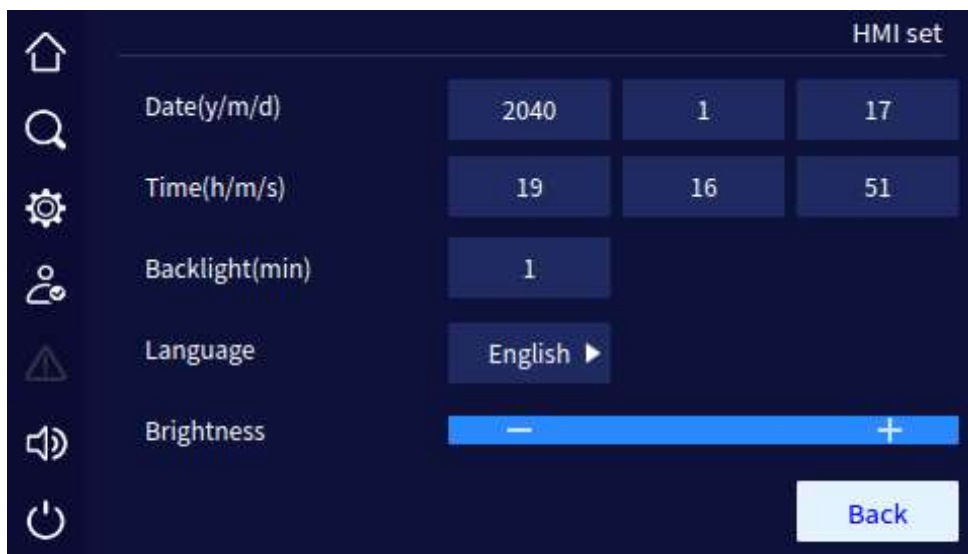 HMI set
Date(y/m/d) 2040 1 17
Time(h/m/s) 19 16 51
Backlight(min) 1
Language English
Brightness − +
Back